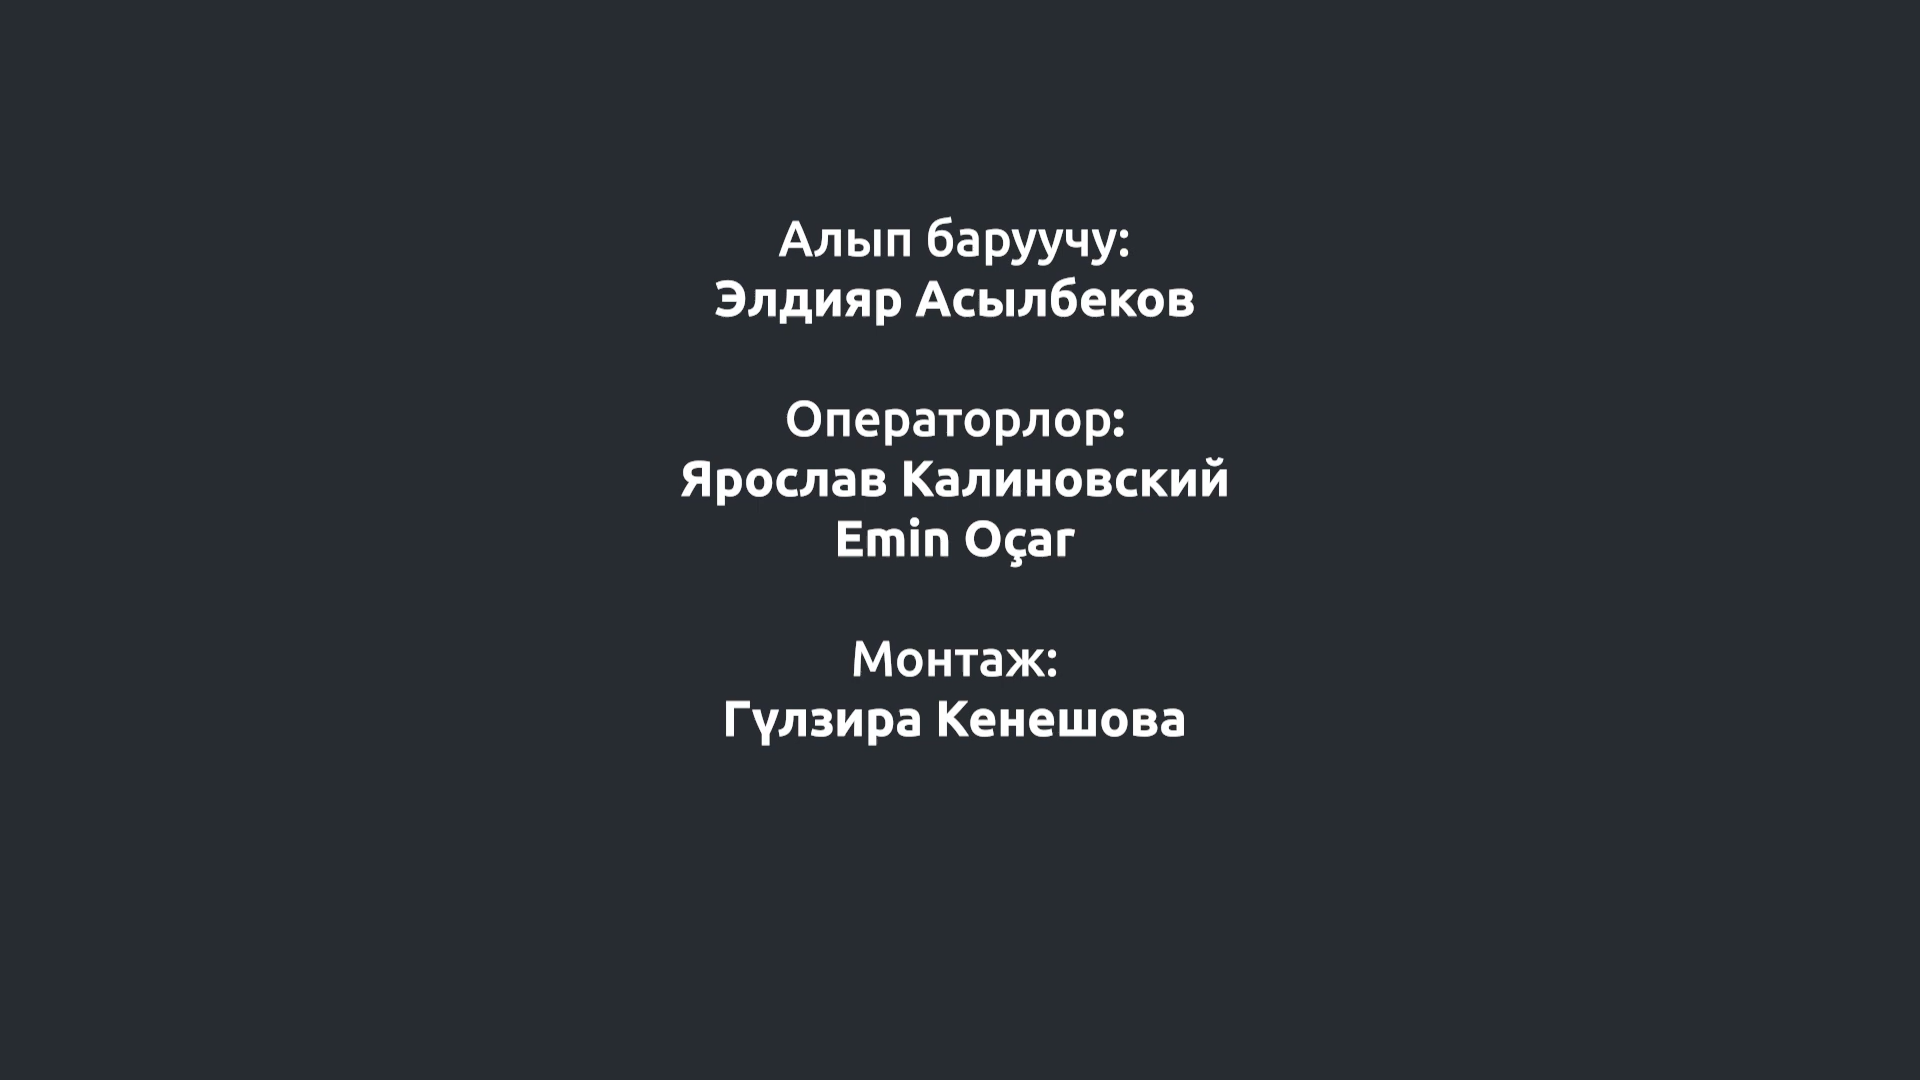 Алып баруучу:
Элдияр Асылбеков
Операторлор:
Ярослав Калиновский
Emin Oçar
Монтаж:
Гүлзира Кенешова